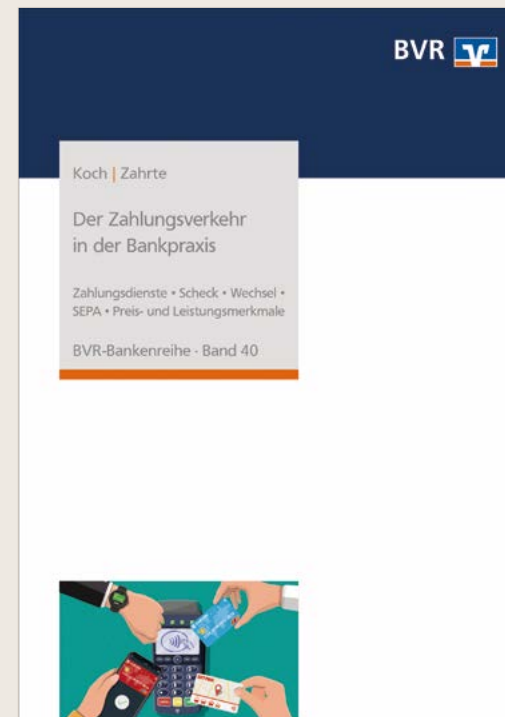 BVR
Koch | Zahrte
Der Zahlungsverkehr
in der Bankpraxis
Zahlungsdienste • Scheck • Wechsel •
SEPA • Preis- und Leistungsmerkmale
BVR-Bankenreihe · Band 40